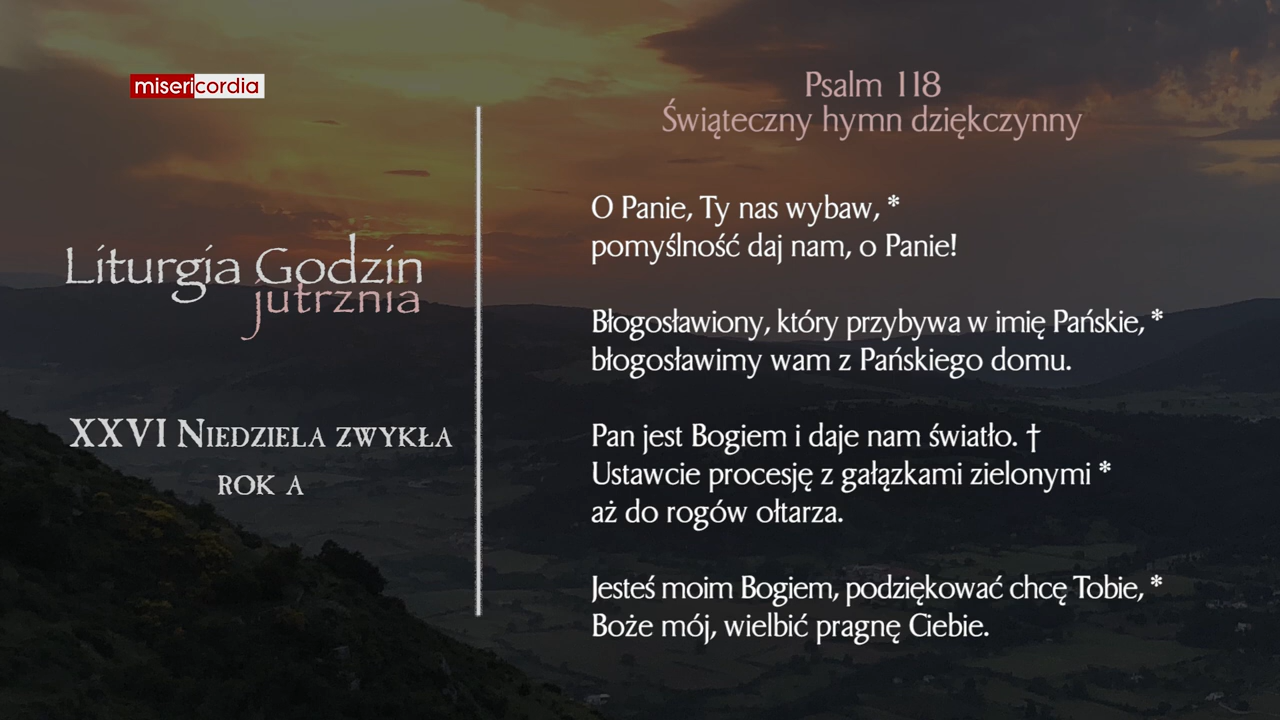 misericordia
Liturgia Godzin
jutrznia
XXVI Niedziela zwykła
rok A
Psalm 118
Świąteczny hymn dziękczynny
O Panie, Ty nas wybaw, *
pomyślność daj nam, o Panie!
Błogosławiony, który przybywa w imię Pańskie, *
błogosławimy wam z Pańskiego domu.
Pan jest Bogiem i daje nam światło. †
Ustawcie procesję z gałązkami zielonymi *
aż do rogów ołtarza.
Jesteś moim Bogiem, podziękować chcę Tobie, *
Boże mój, wielbić pragnę Ciebie.